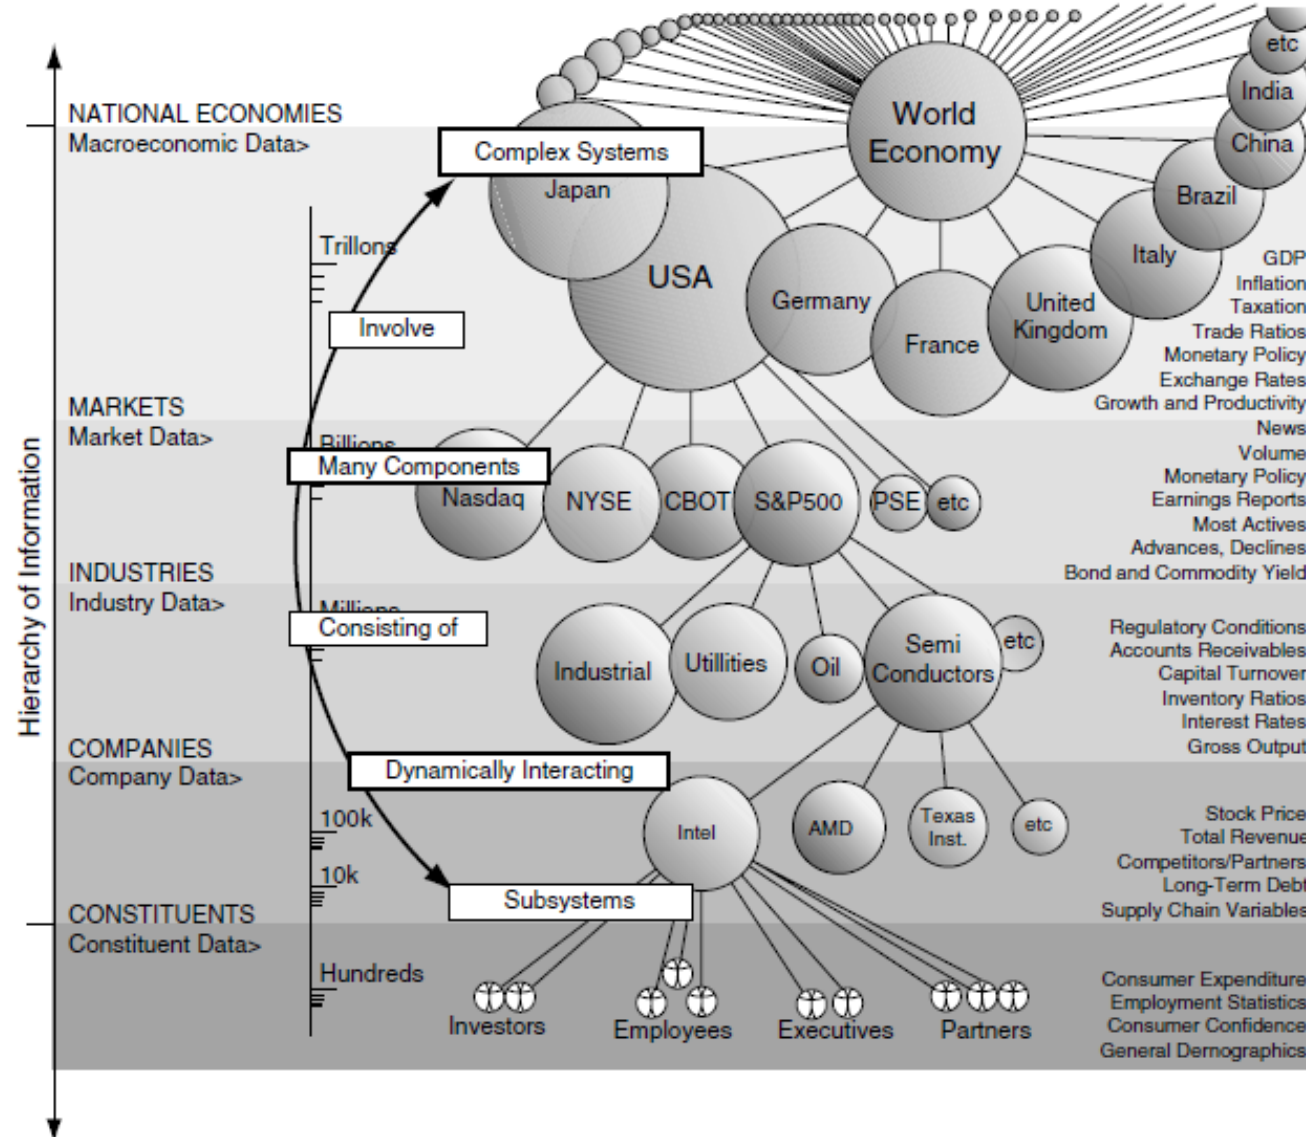 World
Economy
etc
India
China
Brazil
Italy
NATIONAL ECONOMIES
Macroeconomic Data>
Complex Systems
Japan
USA
Germany
France
United
Kingdom
Trillons
Involve
GDP
Inflation
Taxation
Trade Ratios
Monetary Policy
Exchange Rates
Growth and Productivity
Hierarchy of Information
MARKETS
Market Data>
Billions
Many Components
Nasdaq
NYSE
CBOT
S&P500
PSE
etc
News
Volume
Monetary Policy
Earnings Reports
Most Actives
Advances, Declines
Bond and Commodity Yield
INDUSTRIES
Industry Data>
Millions
Consisting of
Industrial
Utillities
Oil
Semi
Conductors
etc
Regulatory Conditions
Accounts Receivables
Capital Turnover
Inventory Ratios
Interest Rates
Gross Output
COMPANIES
Company Data>
Dynamically Interacting
100k
10k
Intel
AMD
Texas
Inst.
etc
Stock Price
Total Revenue
Competitors/Partners
Long-Term Debt
Supply Chain Variables
Subsystems
CONSTITUENTS
Constituent Data>
Hundreds
Investors
Employees
Executives
Partners
Consumer Expenditure
Employment Statistics
Consumer Confidence
General Dernographics